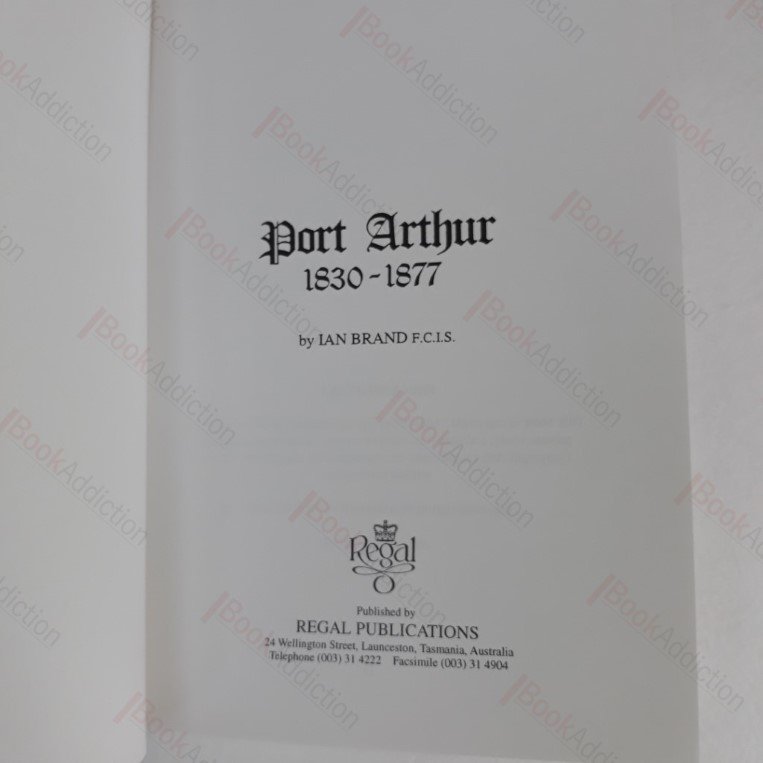 Port Arthur
1830-1877
by IAN BRAND F.C.I.S.
Regal
Published by
REGAL PUBLICATIONS
24 Wellington Street, Launceston, Tasmania, Australia
Telephone (003) 31 4222 Facsimile (003) 31 4904
BookAddiction